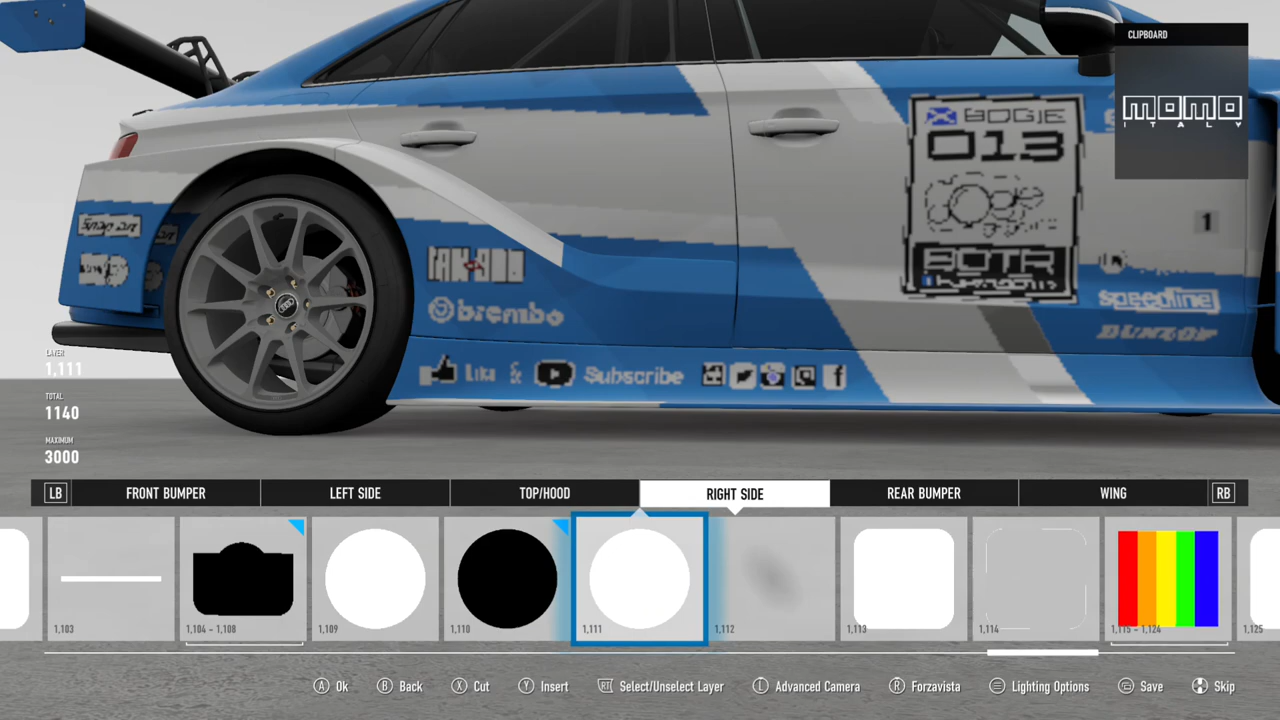 CLIPBOARD
momo
ITALY
BOGIE
013
BOTR
1
Snap-on
brembo
speedline
DUNLOP
Like & Subscribe
f
LAYER
1,111
TOTAL
1140
MAXIMUM
3000
LB FRONT BUMPER LEFT SIDE TOP/HOOD RIGHT SIDE REAR BUMPER WING RB
1,103 1,104 - 1,108 1,109 1,110 1,111 1,112 1,113 1,114 1,115 - 1,124 1,125
A Ok B Back X Cut Y Insert RT Select/Unselect Layer L Advanced Camera R Forzavista Lighting Options Save Skip